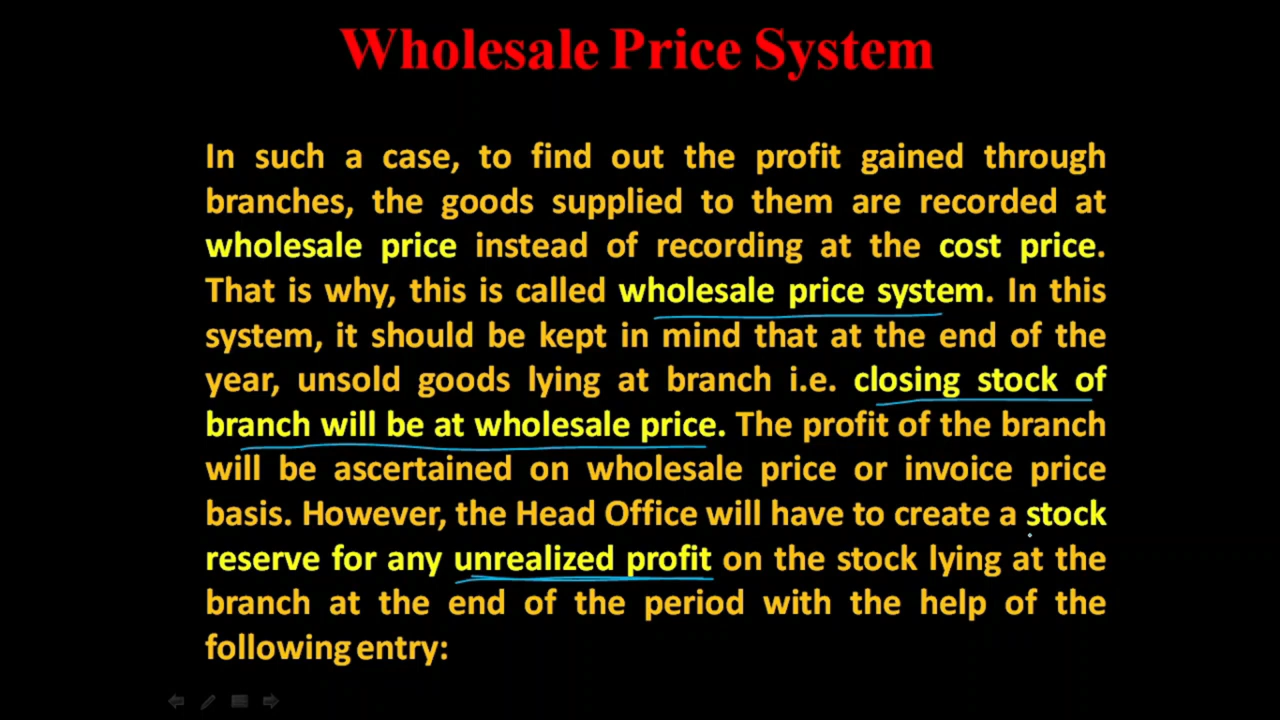 Wholesale Price System
In such a case, to find out the profit gained through
branches, the goods supplied to them are recorded at
wholesale price instead of recording at the cost price.
That is why, this is called wholesale price system. In this
system, it should be kept in mind that at the end of the
year, unsold goods lying at branch i.e. closing stock of
branch will be at wholesale price. The profit of the branch
will be ascertained on wholesale price or invoice price
basis. However, the Head Office will have to create a stock
reserve for any unrealized profit on the stock lying at the
branch at the end of the period with the help of the
following entry: